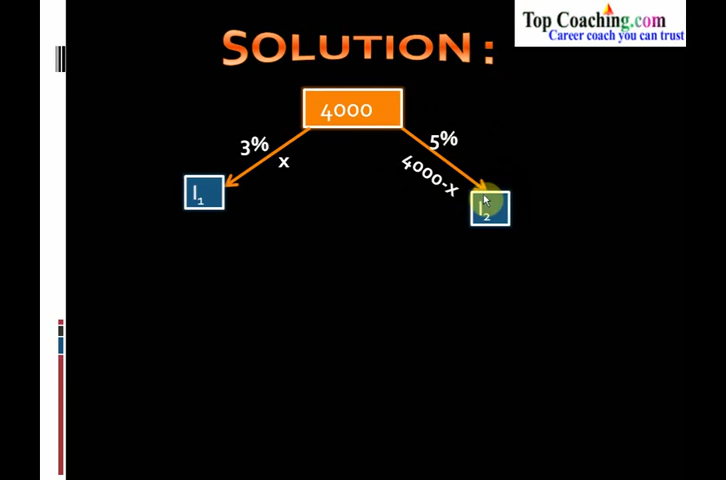 Top Coaching.com
Career coach you can trust
SOLUTION :
4000
3%
x
5%
4000-x
I1
I2